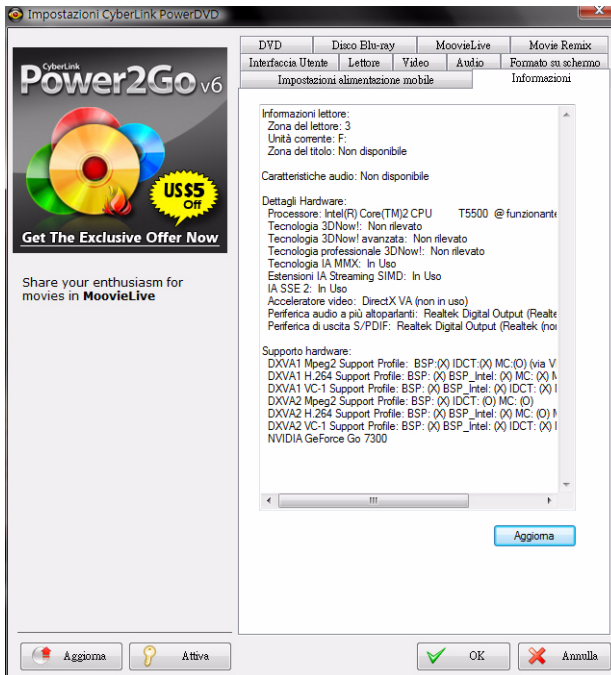 Impostazioni CyberLink PowerDVD
CyberLink
Power2Go v6
US$5
Off
Get The Exclusive Offer Now
Share your enthusiasm for
movies in MoovieLive
DVD Disco Blu-ray MoovieLive Movie Remix
Interfaccia Utente Lettore Video Audio Formato su schermo
Impostazioni alimentazione mobile Informazioni
Informazioni lettore:
Zona del lettore: 3
Unità corrente: F:
Zona del titolo: Non disponibile
Caratteristiche audio: Non disponibile
Dettagli Hardware:
Processore: Intel(R) Core(TM)2 CPU T5500 @ funzionante
Tecnologia 3DNow!: Non rilevato
Tecnologia 3DNow! avanzata: Non rilevato
Tecnologia professionale 3DNow!: Non rilevato
Tecnologia IA MMX: In Uso
Estensioni IA Streaming SIMD: In Uso
IA SSE 2: In Uso
Acceleratore video: DirectX VA (non in uso)
Periferica audio a più altoparlanti: Realtek Digital Output (Realte
Periferica di uscita S/PDIF: Realtek Digital Output (Realtek (no
Supporto hardware:
DXVA1 Mpeg2 Support Profile: BSP:(X) IDCT:(X) MC:(O) (via V
DXVA1 H.264 Support Profile: BSP: (X) BSP_Intel: (X) MC: (X)
DXVA1 VC-1 Support Profile: BSP: (X) BSP_Intel: (X) IDCT: (X)
DXVA2 Mpeg2 Support Profile: BSP: (X) IDCT: (O) MC: (O)
DXVA2 H.264 Support Profile: BSP: (X) BSP_Intel: (X) MC: (O)
DXVA2 VC-1 Support Profile: BSP: (X) BSP_Intel: (X) IDCT: (X)
NVIDIA GeForce Go 7300
Aggiorna
Aggiorna Attiva OK Annulla